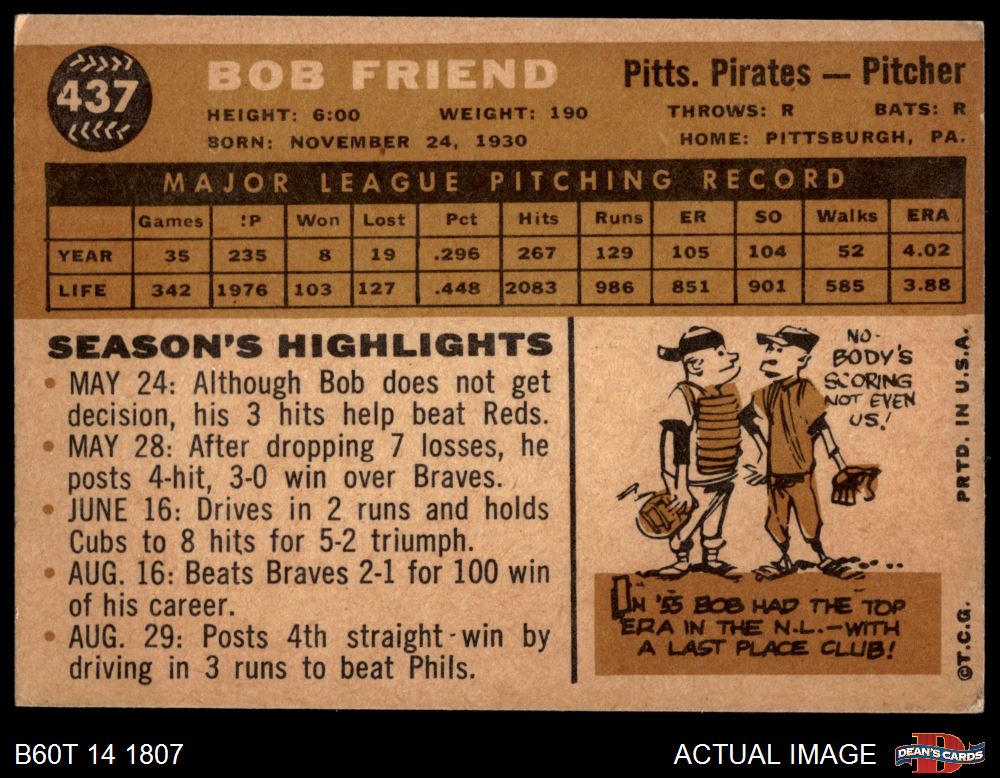 437
BOB FRIEND
Pitts. Pirates — Pitcher
HEIGHT: 6:00 WEIGHT: 190 THROWS: R BATS: R
BORN: NOVEMBER 24, 1930 HOME: PITTSBURGH, PA.
MAJOR LEAGUE PITCHING RECORD
Games !P Won Lost Pct Hits Runs ER SO Walks ERA
YEAR 35 235 8 19 .296 267 129 105 104 52 4.02
LIFE 342 1976 103 127 .448 2083 986 851 901 585 3.88
SEASON'S HIGHLIGHTS
• MAY 24: Although Bob does not get
decision, his 3 hits help beat Reds.
• MAY 28: After dropping 7 losses, he
posts 4-hit, 3-0 win over Braves.
• JUNE 16: Drives in 2 runs and holds
Cubs to 8 hits for 5-2 triumph.
• AUG. 16: Beats Braves 2-1 for 100 win
of his career.
• AUG. 29: Posts 4th straight-win by
driving in 3 runs to beat Phils.
NO-
BODY'S
SCORING
NOT EVEN
US!
IN '55 BOB HAD THE TOP
ERA IN THE N.L.—WITH
A LAST PLACE CLUB!
©T.C.G. PRTD. IN U.S.A.
B60T 14 1807
ACTUAL IMAGE
DEAN'S CARDS